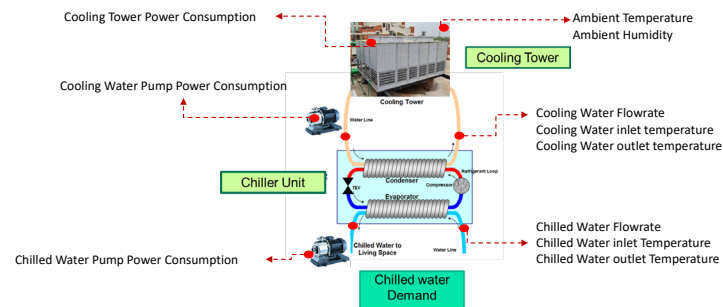 Cooling Tower Power Consumption
Ambient Temperature
Ambient Humidity
Cooling Tower
Cooling Water Pump Power Consumption
Cooling Tower
Water Line
Cooling Water Flowrate
Cooling Water inlet temperature
Cooling Water outlet temperature
Chiller Unit
Condenser
Refrigerant Loop
Compressor
TEV
Evaporator
Chilled Water to
Living Space
Water Line
Chilled Water Flowrate
Chilled Water inlet Temperature
Chilled Water outlet Temperature
Chilled Water Pump Power Consumption
Chilled water
Demand